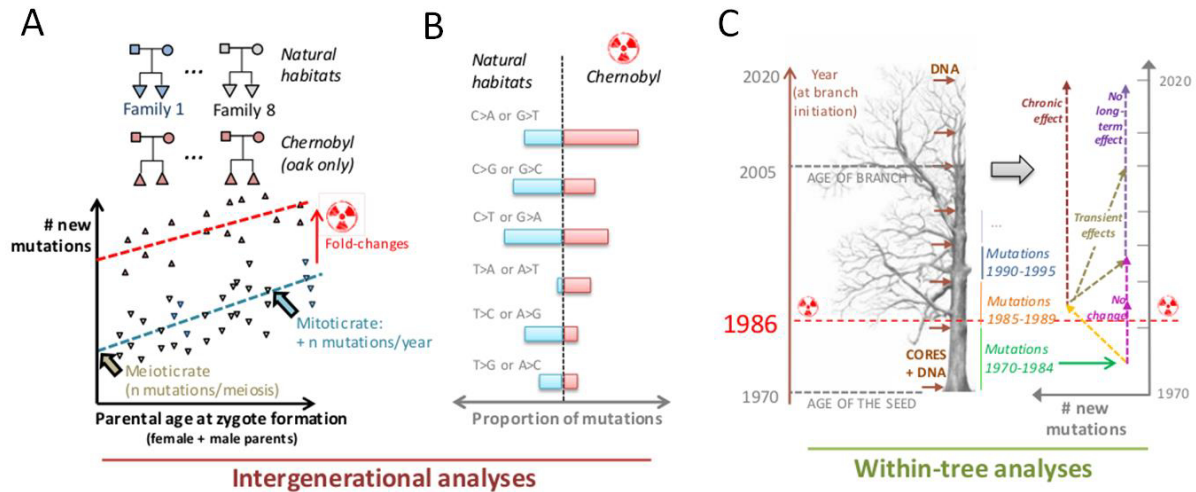 A
Natural
habitats
...
Family 1
Family 8
Chernobyl
(oak only)
...
# new
mutations
Fold-changes
Mitotic rate:
+ n mutations/year
Meiotic rate
(n mutations/meiosis)
Parental age at zygote formation
(female + male parents)
B
Natural
habitats
Chernobyl
C>A or G>T
C>G or G>C
C>T or G>A
T>A or A>T
T>C or A>G
T>G or A>C
Proportion of mutations
Intergenerational analyses
C
2020
Year
(at branch
initiation)
DNA
2005
AGE OF BRANCH
1986
CORES
+ DNA
1970
AGE OF THE SEED
...
Mutations
1990-1995
Mutations
1985-1989
Mutations
1970-1984
Chronic
effect
No
long-
term
effect
Transient
effects
No
change
2020
1970
# new
mutations
Within-tree analyses